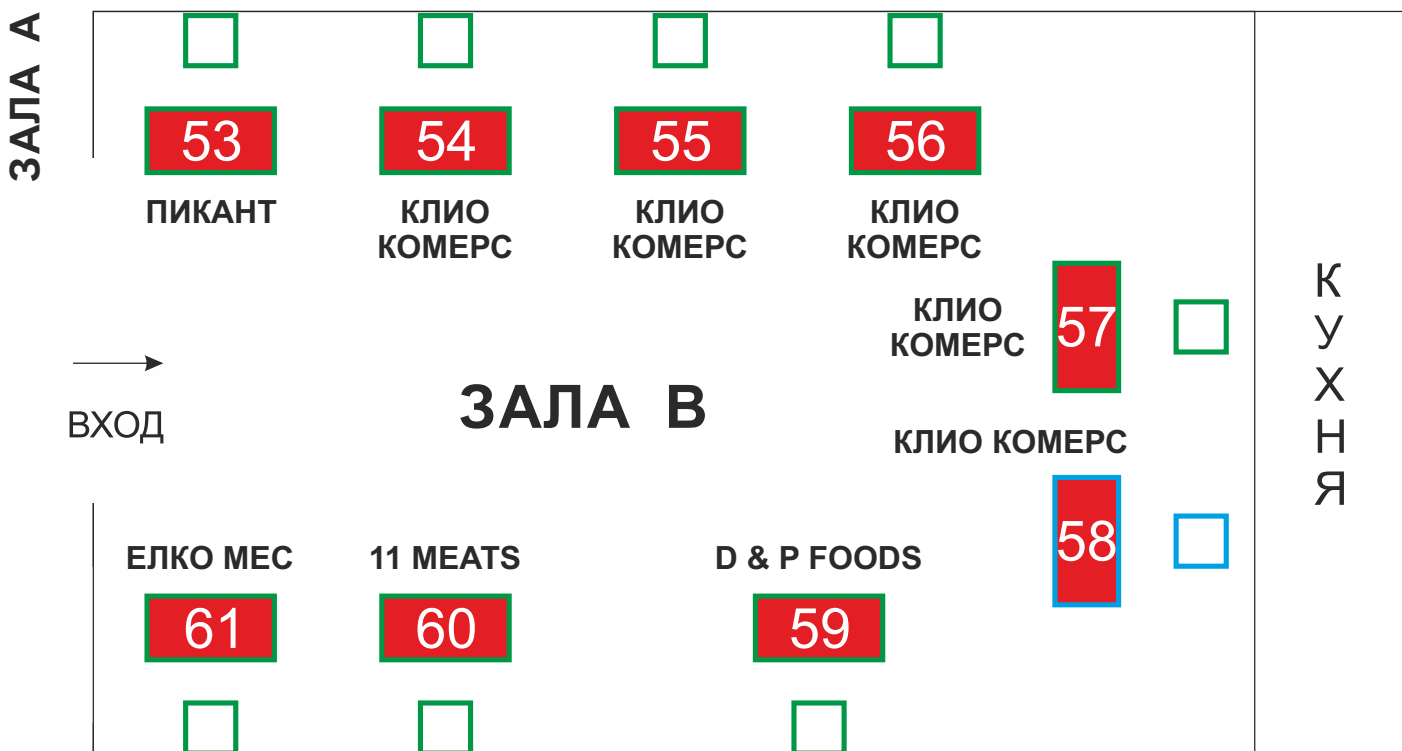 ЗАЛА А
53
54
55
56
ПИКАНТ
КЛИО
КОМЕРС
КЛИО
КОМЕРС
КЛИО
КОМЕРС
КЛИО
КОМЕРС
57
КУХНЯ
ВХОД
ЗАЛА В
КЛИО КОМЕРС
58
ЕЛКО МЕС
11 MEATS
D & P FOODS
61
60
59